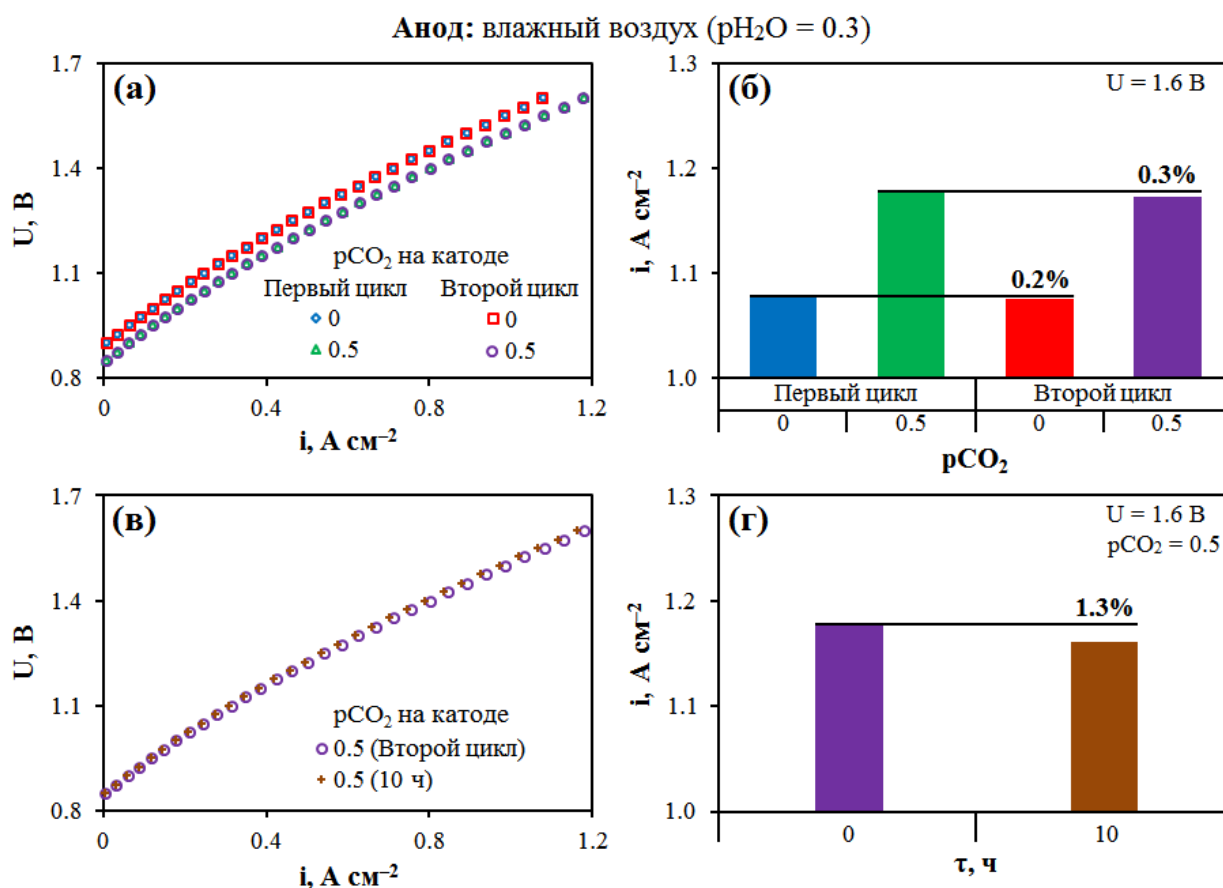 Анод: влажный воздух (pH₂O = 0.3)
(а)
U, В
1.7
1.4
1.1
0.8
0
0.4
0.8
1.2
i, А см⁻²
pCO₂ на катоде
Первый цикл Второй цикл
0 0
0.5 0.5
(б)
U = 1.6 В
i, А см⁻²
1.3
1.2
1.1
1.0
0.3%
0.2%
Первый цикл Второй цикл
0 0.5 0 0.5
pCO₂
(в)
U, В
1.7
1.4
1.1
0.8
0
0.4
0.8
1.2
i, А см⁻²
pCO₂ на катоде
0.5 (Второй цикл)
0.5 (10 ч)
(г)
U = 1.6 В
pCO₂ = 0.5
i, А см⁻²
1.3
1.2
1.1
1.0
1.3%
0 10
τ, ч